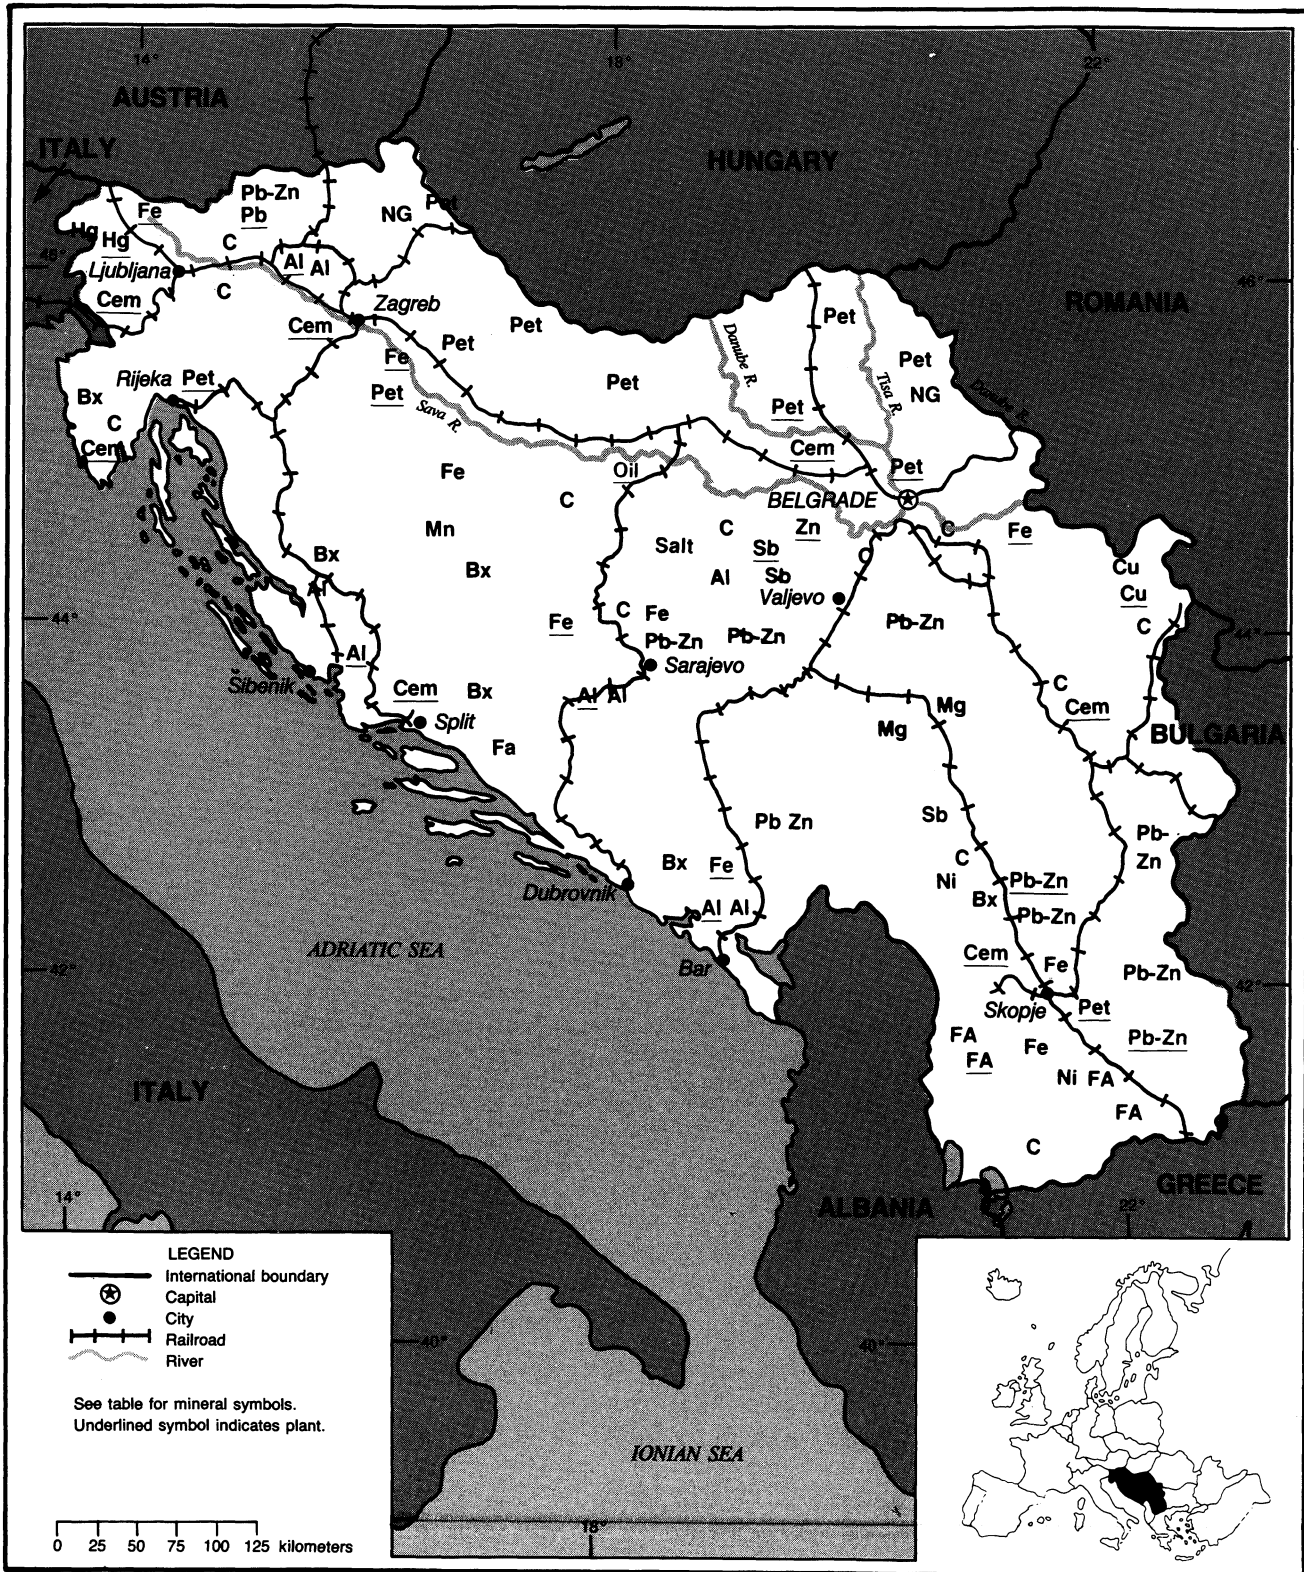 14°
18°
22°
AUSTRIA
ITALY
HUNGARY
Pb-Zn
Pb
Fe
NG
Pet
Hg
Hg
C
Al
Al
Ljubljana
C
46°
ROMANIA
Cem
Zagreb
Cem
Pet
Pet
Danube R.
Pet
Tisa R.
Pet
NG
Danube R.
Fe
Pet
Sava R.
Rijeka
Pet
Pet
Bx
C
Cem
Pet
Cem
Pet
Fe
Oil
C
BELGRADE
C
Fe
Mn
C
Zn
Salt
Sb
C
Bx
Al
Sb
Valjevo
Cu
Cu
Bx
Al
44°
Fe
C
Fe
Pb-Zn
Pb-Zn
Pb-Zn
C
44°
Al
Sarajevo
Šibenik
Cem
Bx
Al
Al
C
Split
Mg
Mg
Cem
BULGARIA
Fa
Pb Zn
Sb
Pb-
Zn
Bx
Fe
C
Ni
Pb-Zn
Dubrovnik
Al
Al
Bx
Pb-Zn
ADRIATIC SEA
Bar
Cem
Fe
Pb-Zn
42°
42°
Skopje
Pet
FA
FA
Fe
Pb-Zn
Ni
FA
FA
ITALY
C
ALBANIA
GREECE
14°
22°
LEGEND
International boundary
Capital
City
Railroad
River
40°
40°
See table for mineral symbols.
Underlined symbol indicates plant.
IONIAN SEA
18°
0 25 50 75 100 125 kilometers